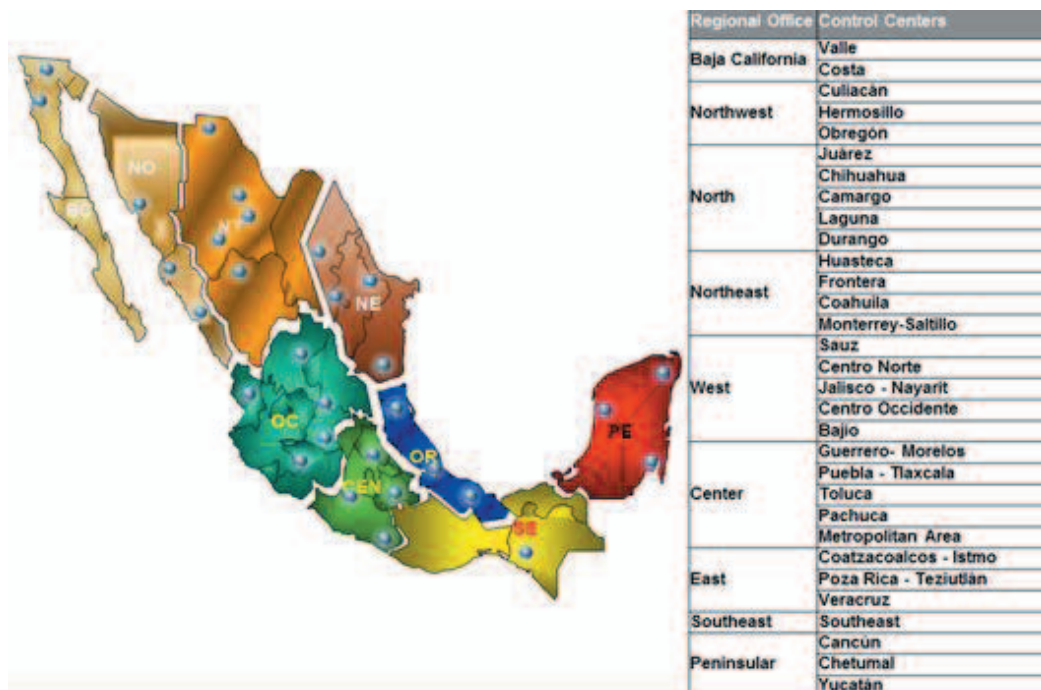 Regional Office Control Centers
Baja California
Valle
Costa
Northwest
Culiacán
Hermosillo
Obregón
North
Juárez
Chihuahua
Camargo
Laguna
Durango
Northeast
Huasteca
Frontera
Coahuila
Monterrey-Saltillo
West
Sauz
Centro Norte
Jalisco - Nayarit
Centro Occidente
Bajio
Center
Guerrero- Morelos
Puebla - Tlaxcala
Toluca
Pachuca
Metropolitan Area
East
Coatzacoalcos - Istmo
Poza Rica - Teziutlán
Veracruz
Southeast
Southeast
Peninsular
Cancún
Chetumal
Yucatán
NO
BC
NT
NE
OC
OR
PE
CEN
SE